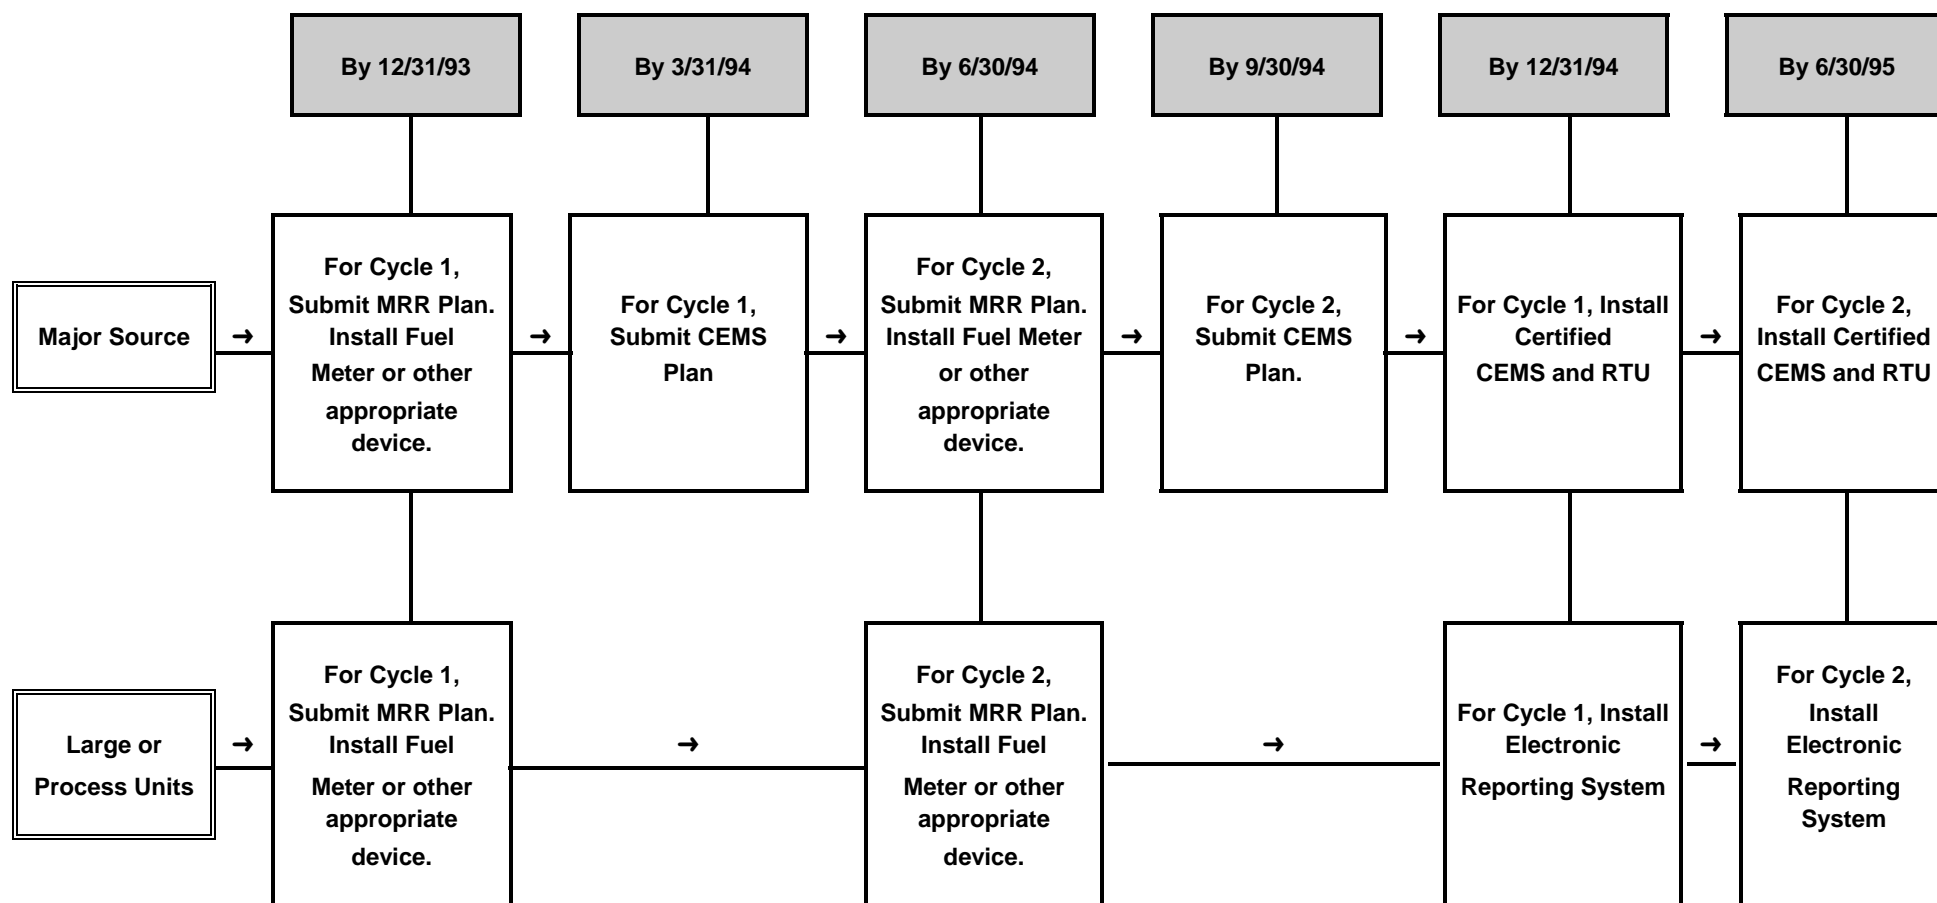 By 12/31/93
By 3/31/94
By 6/30/94
By 9/30/94
By 12/31/94
By 6/30/95
Major Source
➔
For Cycle 1,
Submit MRR Plan.
Install Fuel
Meter or other
appropriate
device.
➔
For Cycle 1,
Submit CEMS
Plan
➔
For Cycle 2,
Submit MRR Plan.
Install Fuel Meter
or other
appropriate
device.
➔
For Cycle 2,
Submit CEMS
Plan.
➔
For Cycle 1, Install
Certified
CEMS and RTU
➔
For Cycle 2,
Install Certified
CEMS and RTU
Large or
Process Units
➔
For Cycle 1,
Submit MRR Plan.
Install Fuel
Meter or other
appropriate
device.
➔
For Cycle 2,
Submit MRR Plan.
Install Fuel
Meter or other
appropriate
device.
➔
For Cycle 1, Install
Electronic
Reporting System
➔
For Cycle 2,
Install
Electronic
Reporting
System